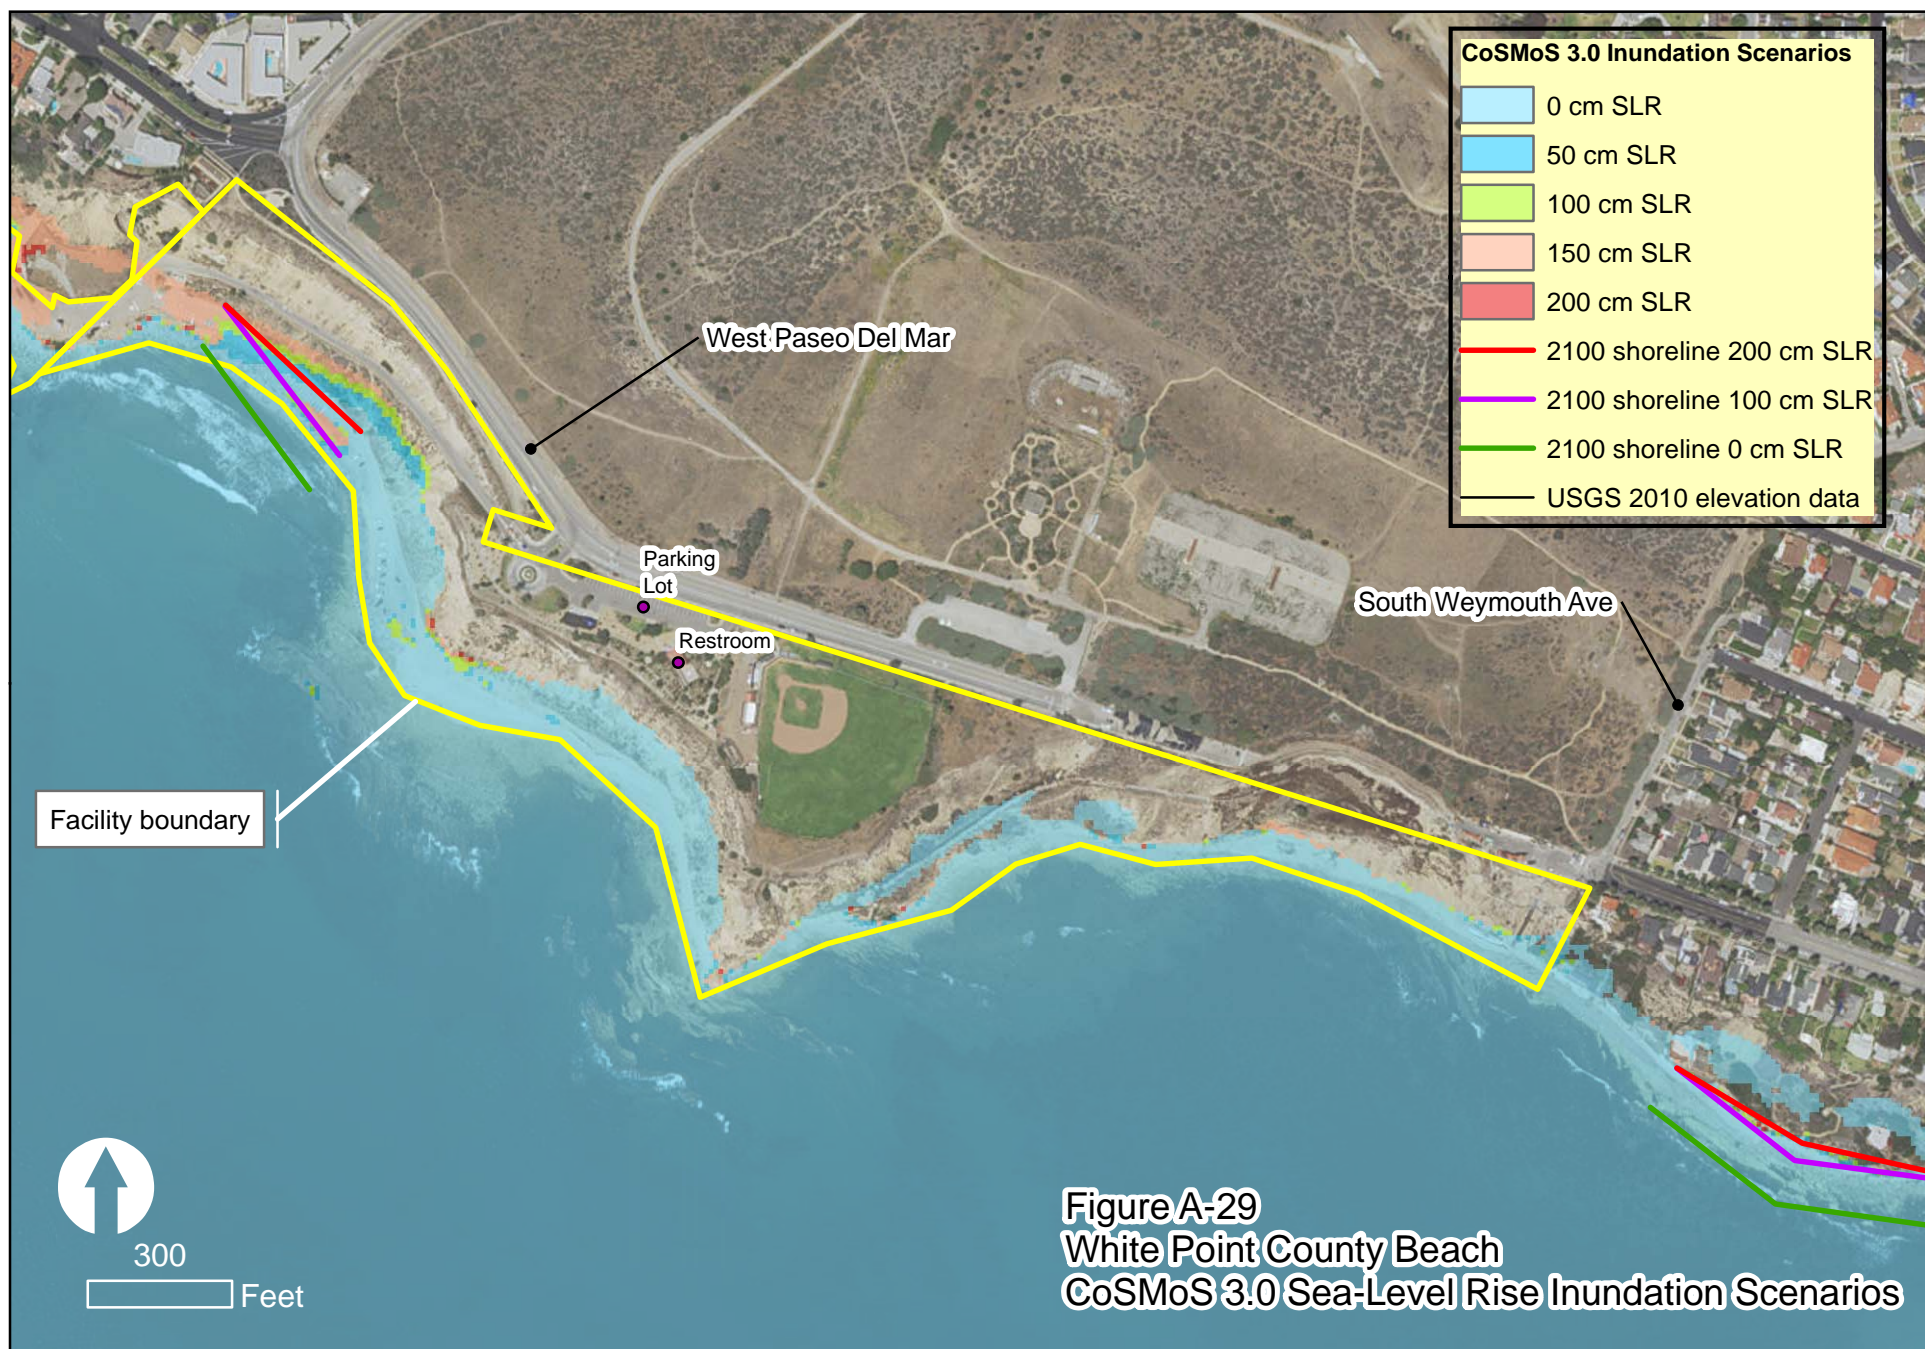 CoSMoS 3.0 Inundation Scenarios
0 cm SLR
50 cm SLR
100 cm SLR
150 cm SLR
200 cm SLR
2100 shoreline 200 cm SLR
2100 shoreline 100 cm SLR
2100 shoreline 0 cm SLR
USGS 2010 elevation data
West Paseo Del Mar
Parking
Lot
Restroom
South Weymouth Ave
Facility boundary
300
Feet
Figure A-29
White Point County Beach
CoSMoS 3.0 Sea-Level Rise Inundation Scenarios